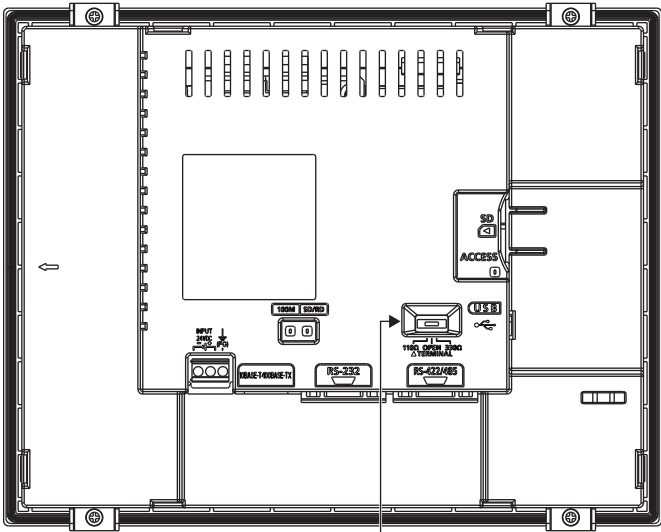 SD
ACCESS
100M SD/RD
USB
INPUT
24VDC
(FG)
110Ω OPEN 330Ω
△TERMINAL
10BASE-T/100BASE-TX
RS-232
RS-422/485